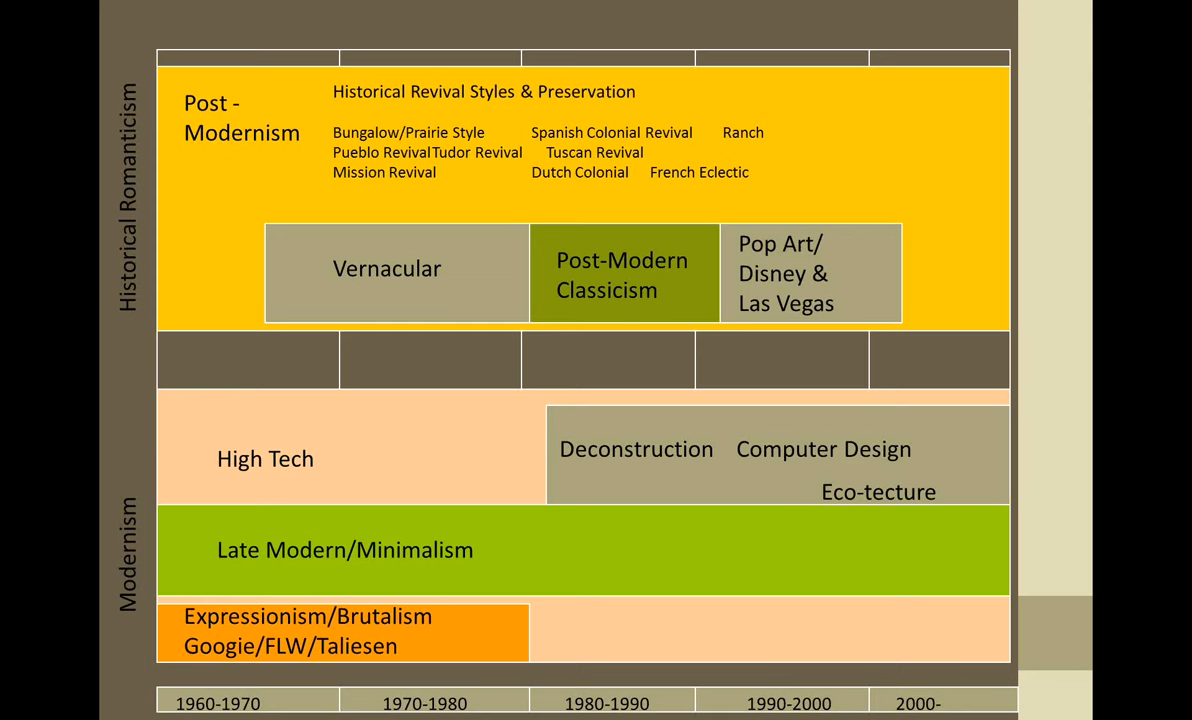 Historical Romanticism
Post -
Modernism
Historical Revival Styles & Preservation
Bungalow/Prairie Style Spanish Colonial Revival Ranch
Pueblo Revival Tudor Revival Tuscan Revival
Mission Revival Dutch Colonial French Eclectic
Vernacular
Post-Modern
Classicism
Pop Art/
Disney &
Las Vegas
Modernism
High Tech
Deconstruction Computer Design
Eco-tecture
Late Modern/Minimalism
Expressionism/Brutalism
Googie/FLW/Taliesen
1960-1970 1970-1980 1980-1990 1990-2000 2000-